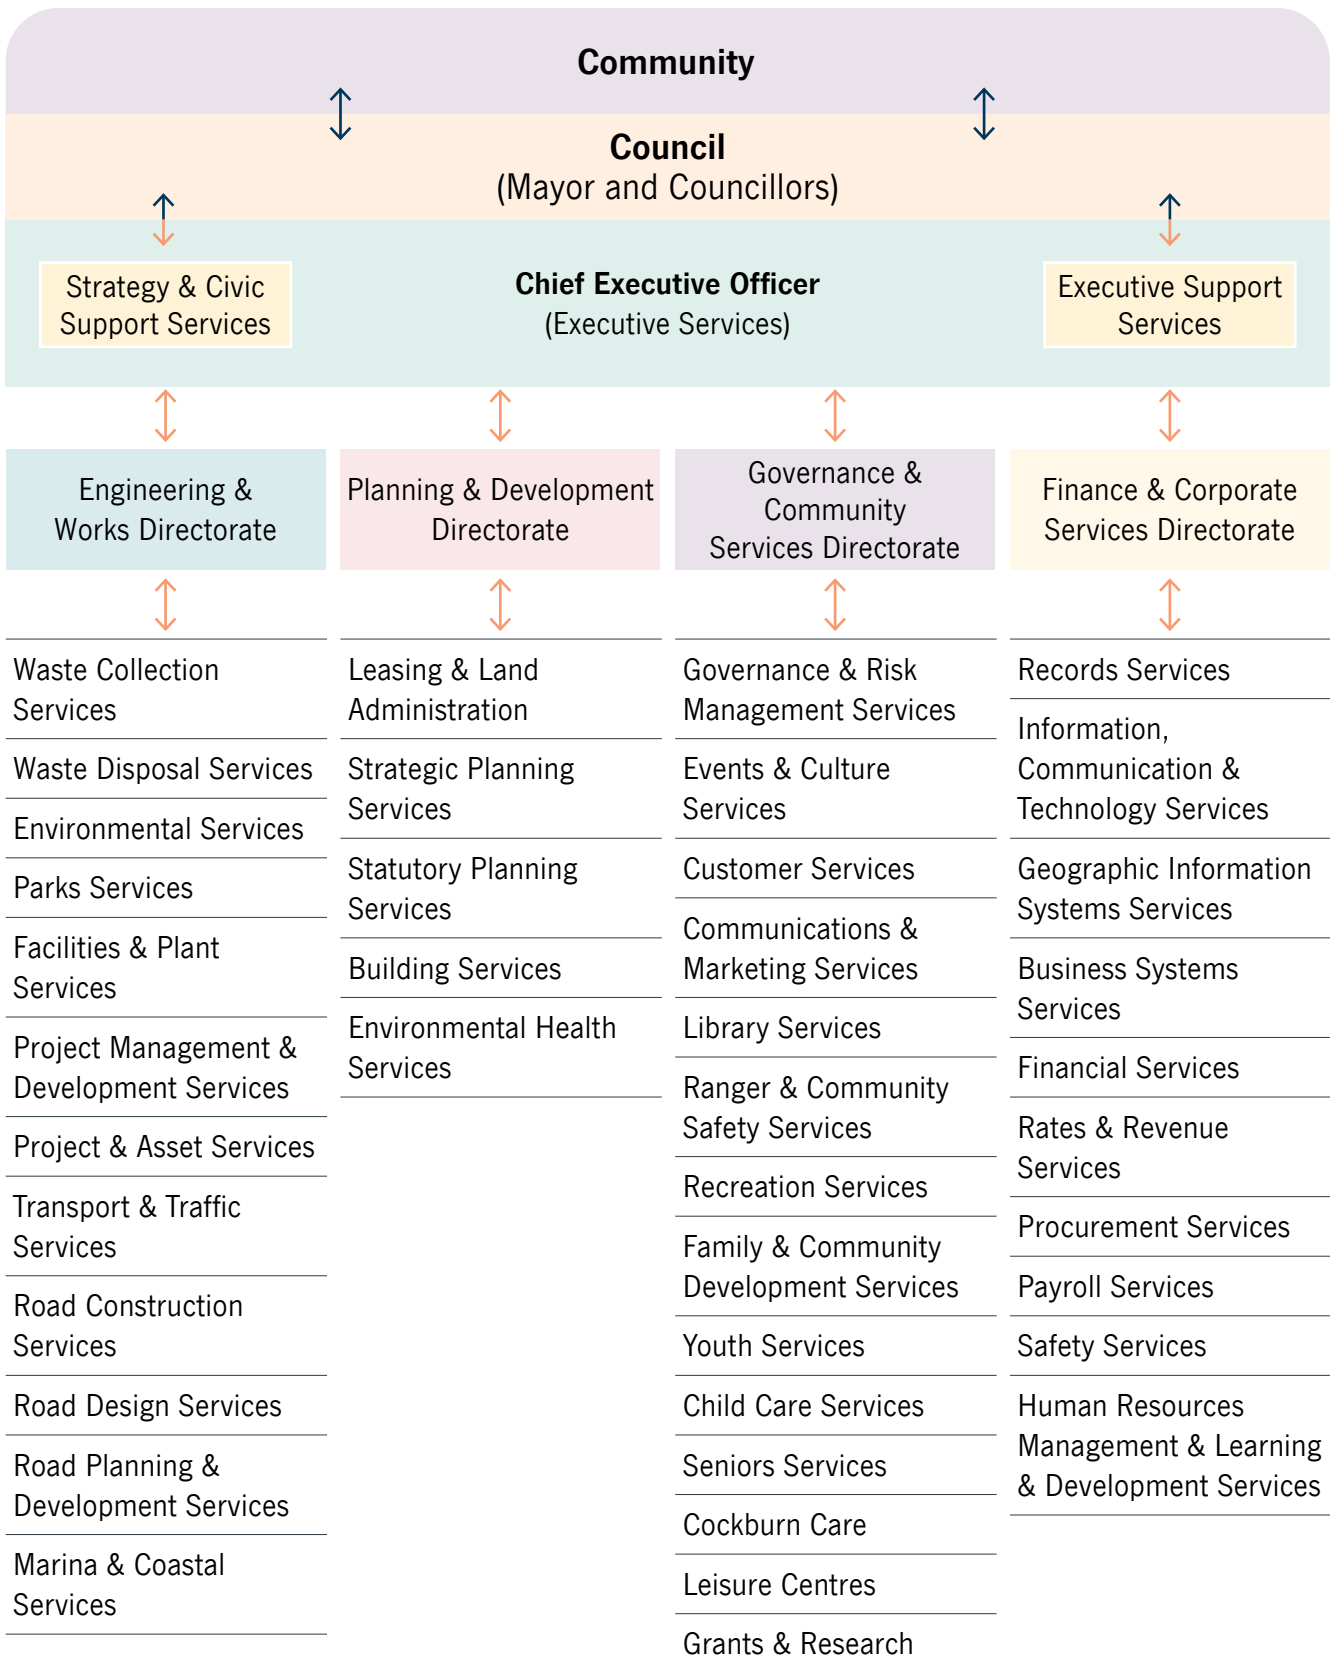 Community
Council
(Mayor and Councillors)
Strategy & Civic
Support Services
Chief Executive Officer
(Executive Services)
Executive Support
Services
Engineering &
Works Directorate
Planning & Development
Directorate
Governance &
Community
Services Directorate
Finance & Corporate
Services Directorate
Waste Collection
Services
Waste Disposal Services
Environmental Services
Parks Services
Facilities & Plant
Services
Project Management &
Development Services
Project & Asset Services
Transport & Traffic
Services
Road Construction
Services
Road Design Services
Road Planning &
Development Services
Marina & Coastal
Services
Leasing & Land
Administration
Strategic Planning
Services
Statutory Planning
Services
Building Services
Environmental Health
Services
Governance & Risk
Management Services
Events & Culture
Services
Customer Services
Communications &
Marketing Services
Library Services
Ranger & Community
Safety Services
Recreation Services
Family & Community
Development Services
Youth Services
Child Care Services
Seniors Services
Cockburn Care
Leisure Centres
Grants & Research
Records Services
Information,
Communication &
Technology Services
Geographic Information
Systems Services
Business Systems
Services
Financial Services
Rates & Revenue
Services
Procurement Services
Payroll Services
Safety Services
Human Resources
Management & Learning
& Development Services